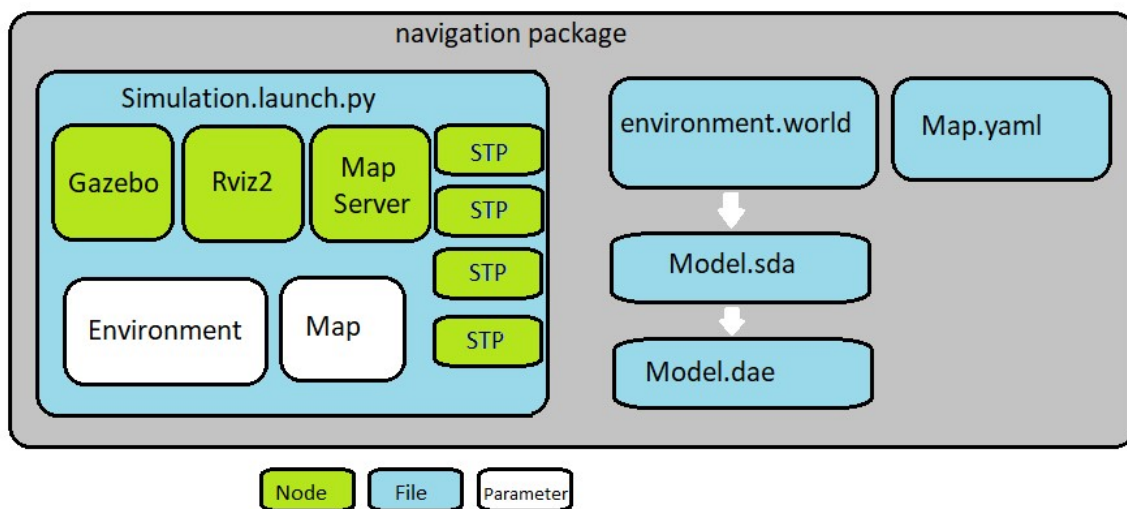 navigation package
Simulation.launch.py
Gazebo
Rviz2
Map
Server
STP
STP
STP
STP
Environment
Map
environment.world
Map.yaml
Model.sda
Model.dae
Node
File
Parameter